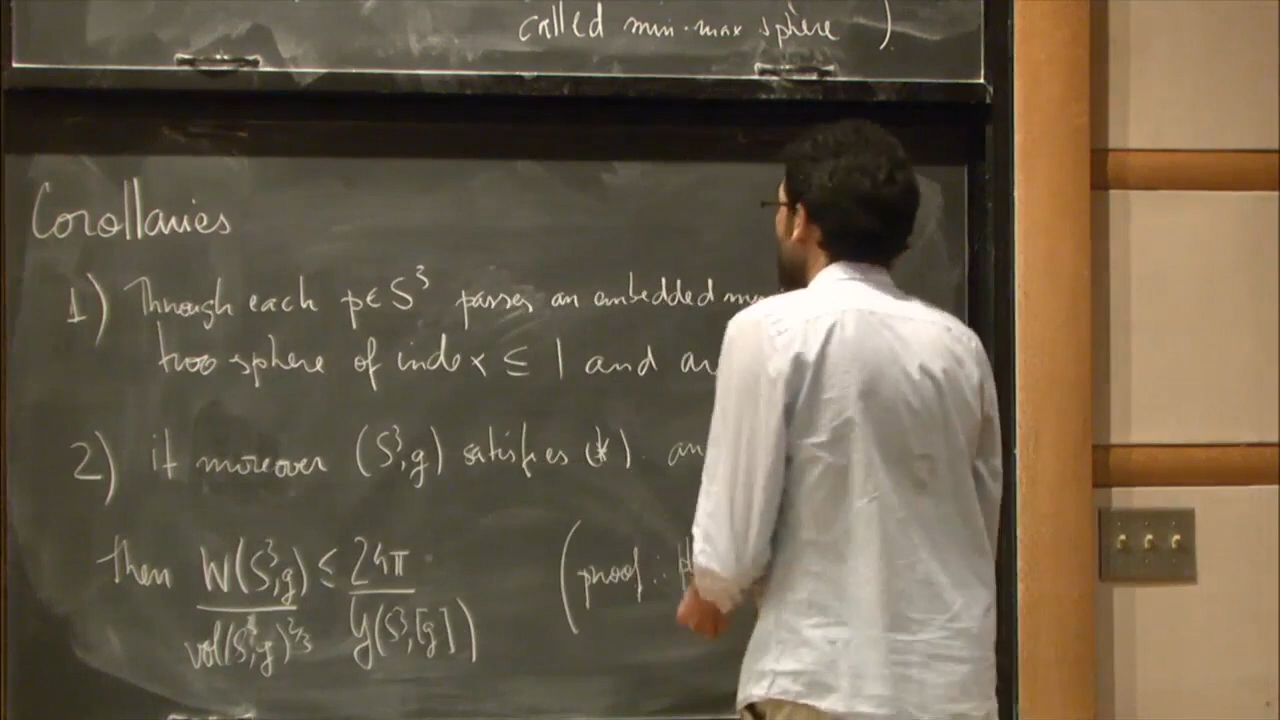 called min-max sphere ).
Corollaries
1) Through each p ∈ S³ passes an embedded
two sphere of index ≤ 1 and
2) if moreover (S³,g) satisfies (*). an
then W(S³,g) / vol(S³,g)^{2/3} ≤ 24π / Y(S³,[g])
(proof :